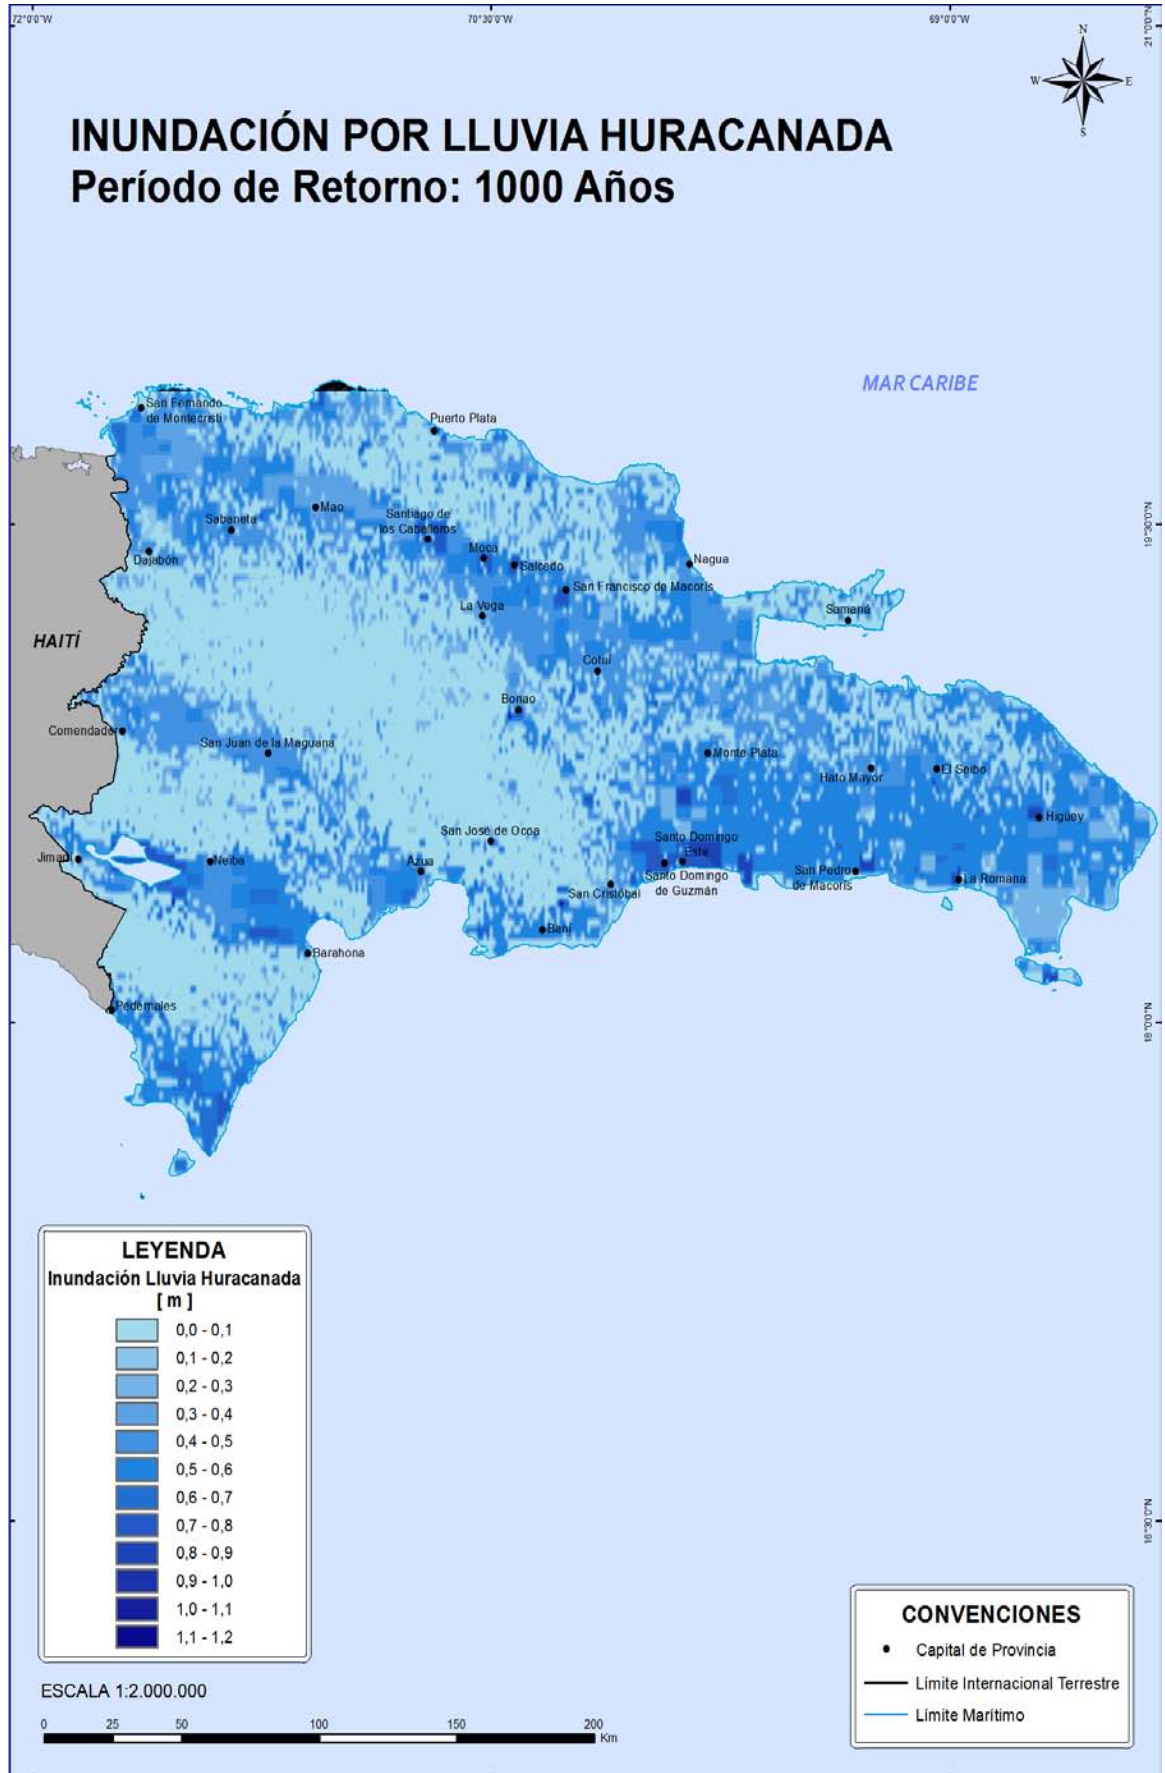 72°0'0"W
70°30'0"W
69°0'0"W
21°0'0"N
N
W
E
S
INUNDACIÓN POR LLUVIA HURACANADA
Período de Retorno: 1000 Años
MAR CARIBE
San Fernando
de Montecristi
Puerto Plata
Mao
Santiago de
los Caballeros
Sabaneta
19°30'0"N
Dajabón
Moca
Salcedo
Nagua
San Francisco de Macorís
La Vega
Samaná
HAITÍ
Cotuí
Bonao
Comendador
San Juan de la Maguana
Monte Plata
Hato Mayor
El Seibo
Higüey
San José de Ocoa
Santo Domingo
Este
Jimaní
Neiba
Azua
Santo Domingo
de Guzmán
San Pedro
de Macorís
La Romana
San Cristóbal
Baní
Barahona
Pedernales
18°0'0"N
LEYENDA
Inundación Lluvia Huracanada
[ m ]
0,0 - 0,1
0,1 - 0,2
0,2 - 0,3
0,3 - 0,4
0,4 - 0,5
0,5 - 0,6
0,6 - 0,7
0,7 - 0,8
0,8 - 0,9
0,9 - 1,0
1,0 - 1,1
1,1 - 1,2
16°30'0"N
CONVENCIONES
Capital de Provincia
Límite Internacional Terrestre
Límite Marítimo
ESCALA 1:2.000.000
0 25 50 100 150 200
Km